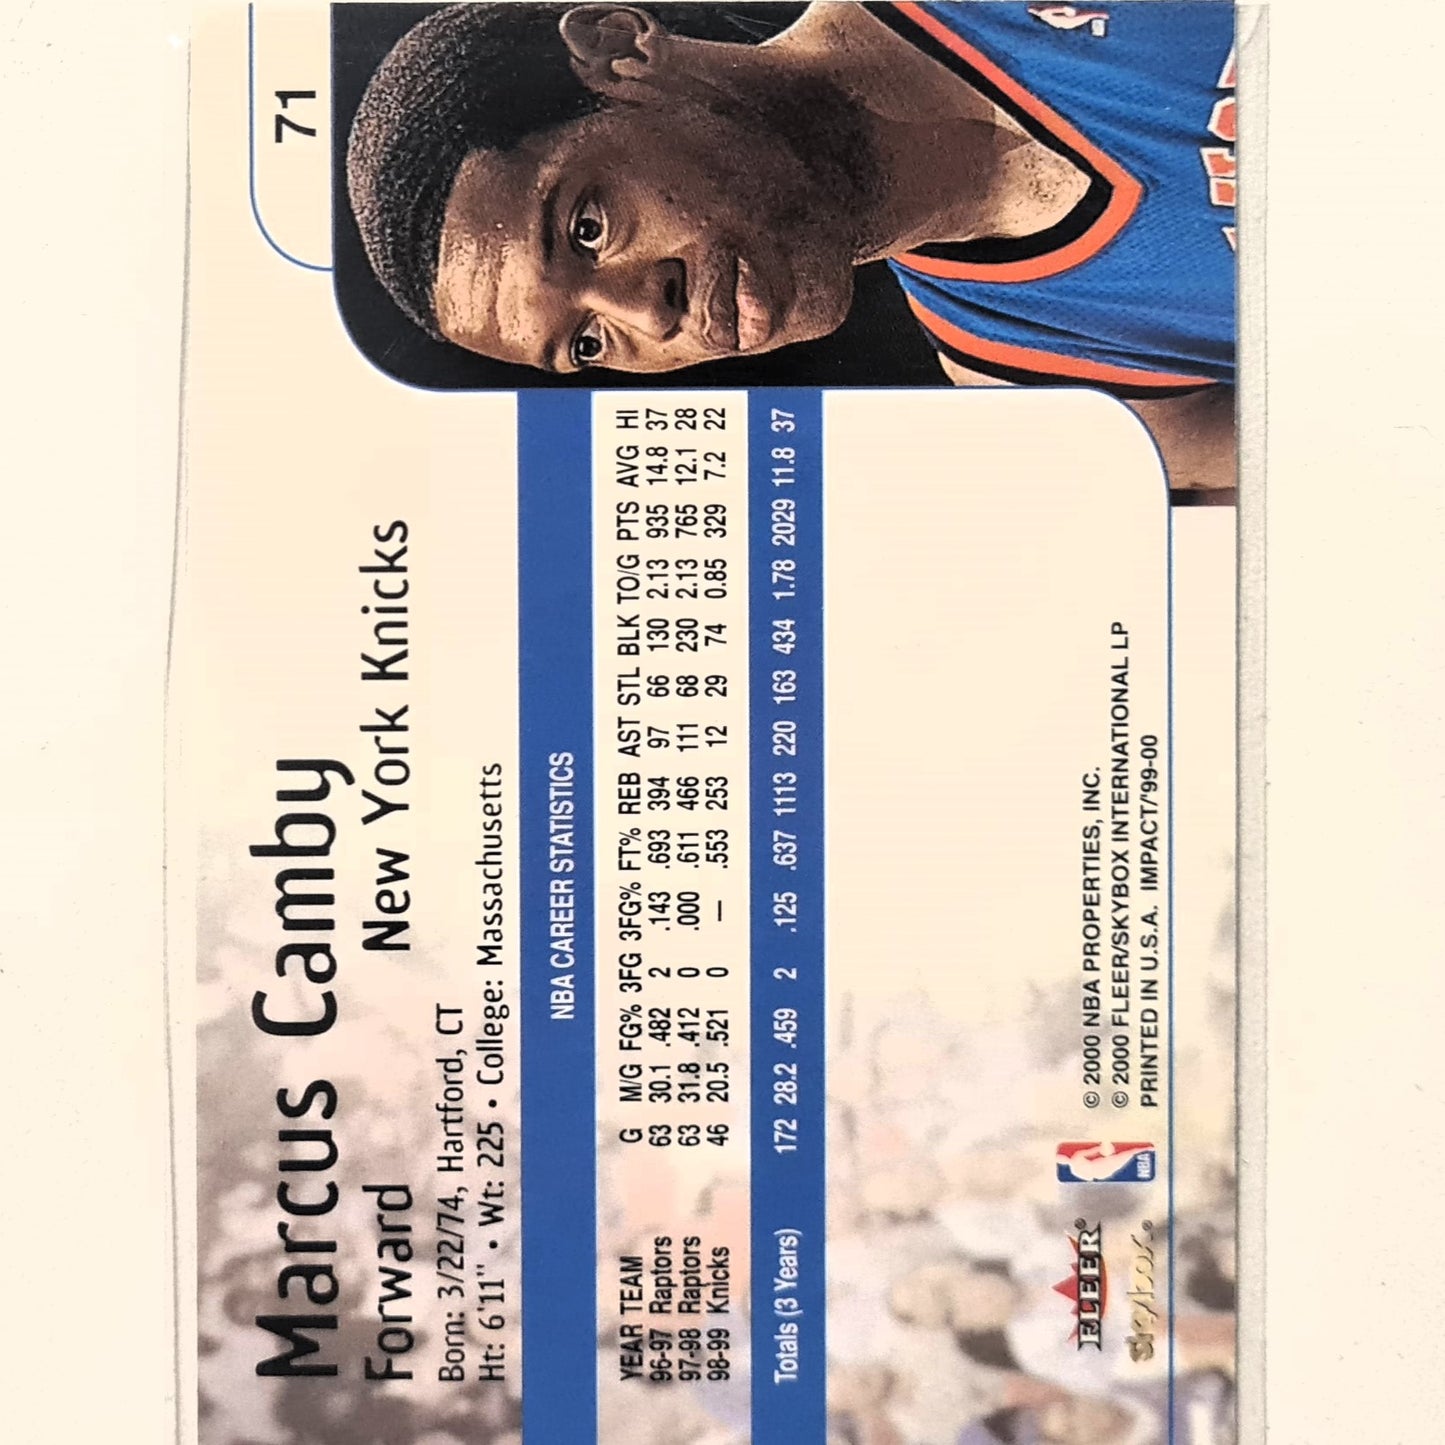 71
Marcus Camby
Forward New York Knicks
Born: 3/22/74, Hartford, CT
Ht: 6'11" • Wt: 225 • College: Massachusetts
NBA CAREER STATISTICS
YEAR TEAM G M/G FG% 3FG 3FG% FT% REB AST STL BLK TO/G PTS AVG HI
96-97 Raptors 63 30.1 .482 2 .143 .693 394 97 66 130 2.13 935 14.8 37
97-98 Raptors 63 31.8 .412 0 .000 .611 466 111 68 230 2.13 765 12.1 28
98-99 Knicks 46 20.5 .521 0 — .553 253 12 29 74 0.85 329 7.2 22
Totals (3 Years) 172 28.2 .459 2 .125 .637 1113 220 163 434 1.78 2029 11.8 37
FLEER®
skybox®
NBA
© 2000 NBA PROPERTIES, INC.
© 2000 FLEER/SKYBOX INTERNATIONAL LP
PRINTED IN U.S.A. IMPACT/'99-00